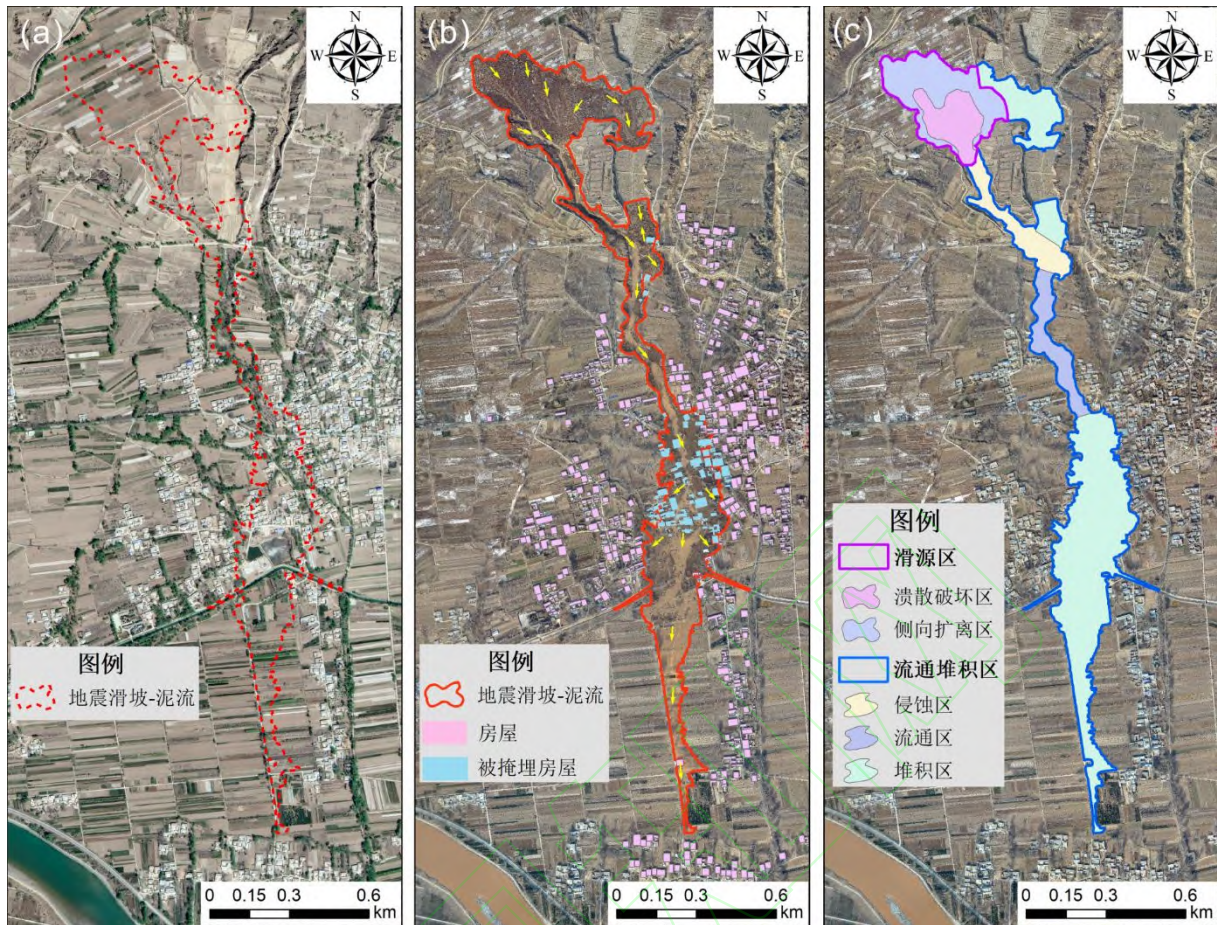 (a)
N
W E
S
图例
地震滑坡-泥流
0 0.15 0.3 0.6
km
(b)
N
W E
S
图例
地震滑坡-泥流
房屋
被掩埋房屋
0 0.15 0.3 0.6
km
(c)
N
W E
S
图例
滑源区
溃散破坏区
侧向扩离区
流通堆积区
侵蚀区
流通区
堆积区
0 0.15 0.3 0.6
km